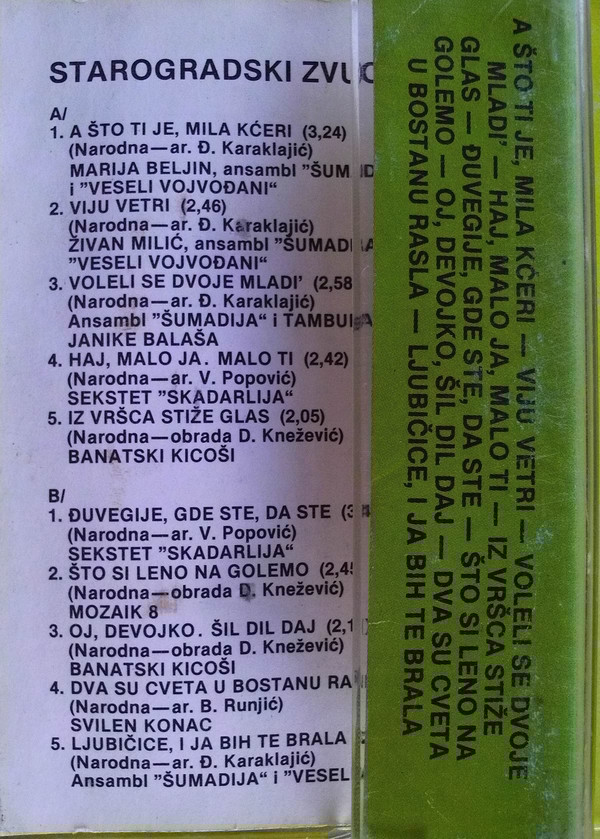 STAROGRADSKI ZVUC
A/
1. A ŠTO TI JE, MILA KĆERI (3,24)
(Narodna—ar. Đ. Karaklajić)
MARIJA BELJIN, ansambl "ŠUM
i "VESELI VOJVOĐANI"
2. VIJU VETRI (2,46)
(Narodna—ar. Đ. Karaklajić)
ŽIVAN MILIĆ, ansambl "ŠUMADI
"VESELI VOJVOĐANI"
3. VOLELI SE DVOJE MLADI' (2,58
(Narodna—ar. Đ. Karaklajić)
Ansambl "ŠUMADIJA" i TAMBU
JANIKE BALAŠA
4. HAJ, MALO JA. MALO TI (2,42)
(Narodna—ar. V. Popović)
SEKSTET "SKADARLIJA"
5. IZ VRŠCA STIŽE GLAS (2,05)
(Narodna—obrada D. Knežević)
BANATSKI KICOŠI
B/
1. ĐUVEGIJE, GDE STE, DA STE (3
(Narodna—ar. V. Popović)
SEKSTET "SKADARLIJA"
2. ŠTO SI LENO NA GOLEMO (2,45
(Narodna—obrada D. Knežević)
MOZAIK 8
3. OJ, DEVOJKO. ŠIL DIL DAJ (2,1
(Narodna—obrada D. Knežević)
BANATSKI KICOŠI
4. DVA SU CVETA U BOSTANU RA
(Narodna—ar. B. Runjić)
SVILEN KONAC
5. LJUBIČICE, I JA BIH TE BRALA
(Narodna—ar. Đ. Karaklajić)
Ansambl "ŠUMADIJA" i "VESEL
A ŠTO TI JE, MILA KĆERI — VIJU VETRI — VOLELI SE DVOJE
MLADI' — HAJ, MALO JA, MALO TI — IZ VRŠCA STIŽE
GLAS — ĐUVEGIJE, GDE STE, DA STE — ŠTO SI LENO NA
GOLEMO — OJ, DEVOJKO, ŠIL DIL DAJ — DVA SU CVETA
U BOSTANU RASLA — LJUBIČICE, I JA BIH TE BRALA